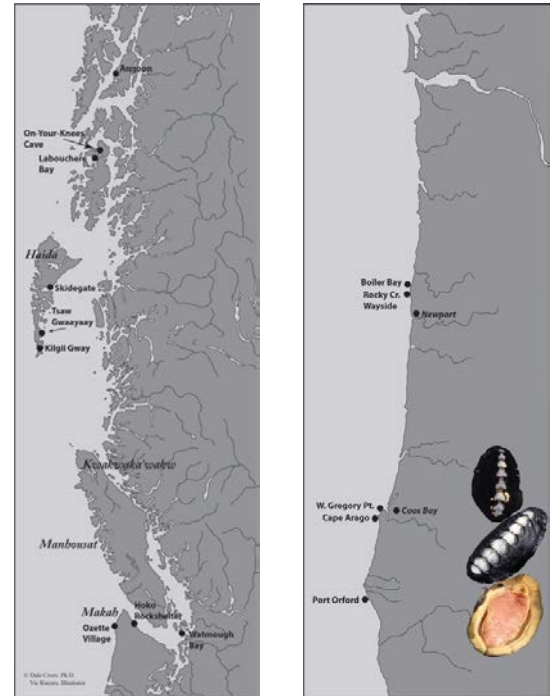 Angoon
On-Your-Knees
Cave
Labouchere
Bay
Haida
Skidegate
Tsaw
Gwaayaay
Kilgii Gway
Kwakwaka'wakw
Manhousat
Makah
Hoko
Rockshelter
Ozette
Village
Watmough
Bay
© Dale Croes, Ph.D.
Boiler Bay
Rocky Cr.
Wayside
Newport
W. Gregory Pt.
Coos Bay
Cape Arago
Port Orford